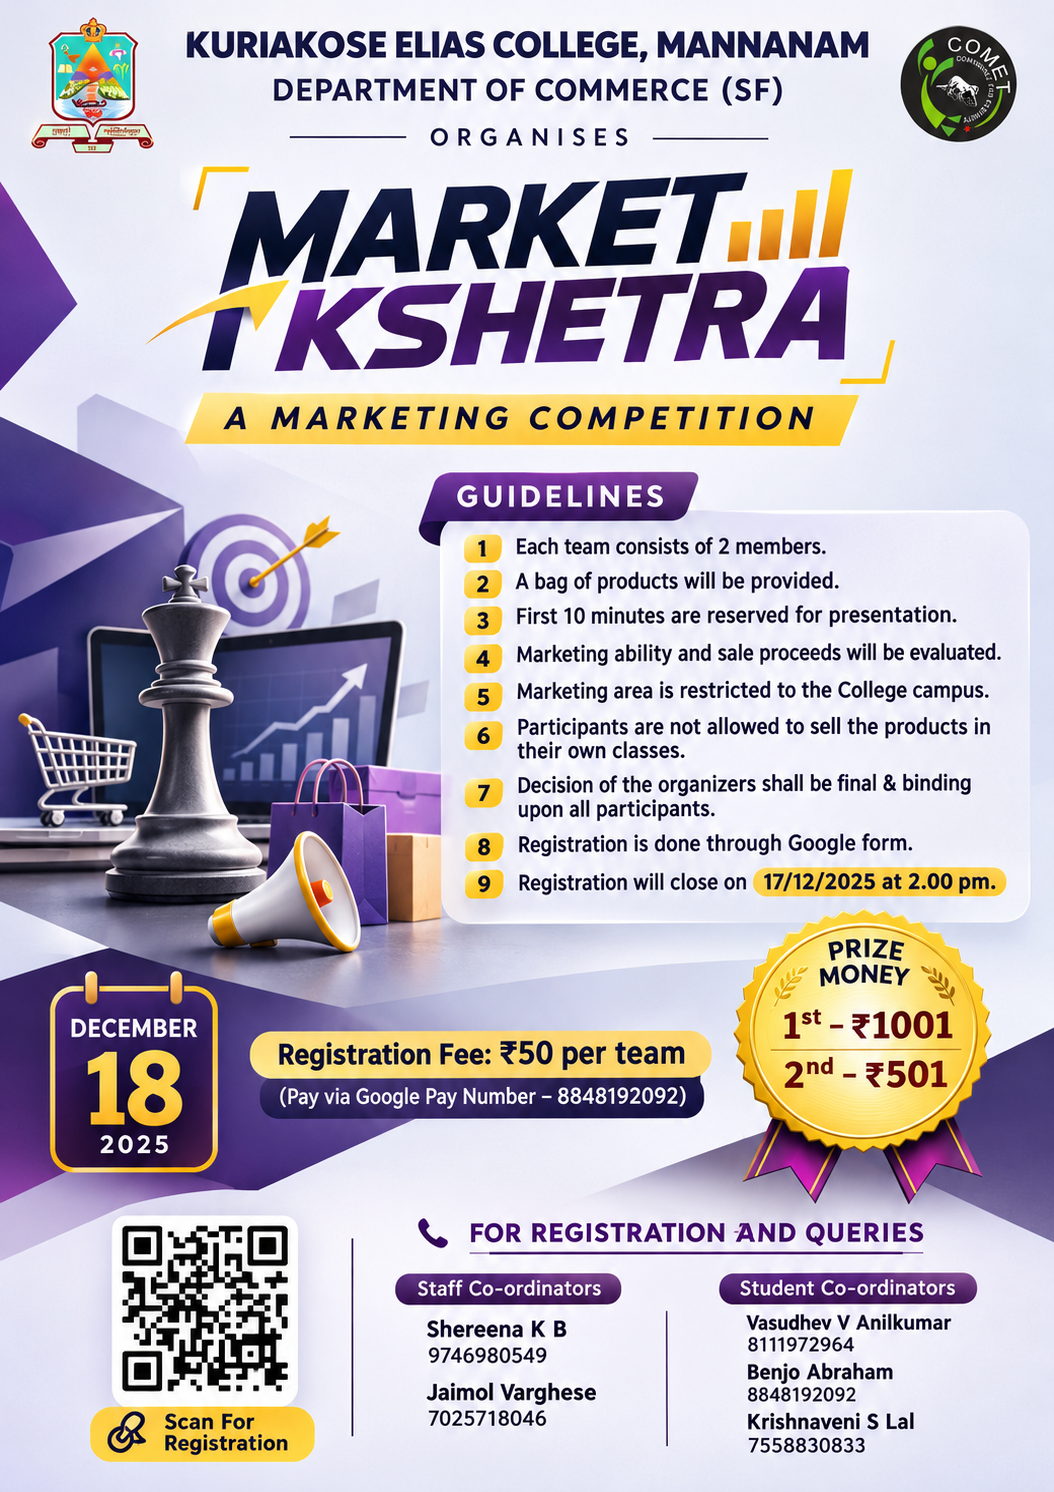 KURIAKOSE ELIAS COLLEGE, MANNANAM
DEPARTMENT OF COMMERCE (SF)
ORGANISES
COMET
MARKET
KSHETRA
A MARKETING COMPETITION
GUIDELINES
1 Each team consists of 2 members.
2 A bag of products will be provided.
3 First 10 minutes are reserved for presentation.
4 Marketing ability and sale proceeds will be evaluated.
5 Marketing area is restricted to the College campus.
6 Participants are not allowed to sell the products in
their own classes.
7 Decision of the organizers shall be final & binding
upon all participants.
8 Registration is done through Google form.
9 Registration will close on 17/12/2025 at 2.00 pm.
PRIZE
MONEY
1st – ₹1001
2nd – ₹501
DECEMBER
18
2025
Registration Fee: ₹50 per team
(Pay via Google Pay Number – 8848192092)
Scan For
Registration
FOR REGISTRATION AND QUERIES
Staff Co-ordinators
Shereena K B
9746980549
Jaimol Varghese
7025718046
Student Co-ordinators
Vasudhev V Anilkumar
8111972964
Benjo Abraham
8848192092
Krishnaveni S Lal
7558830833